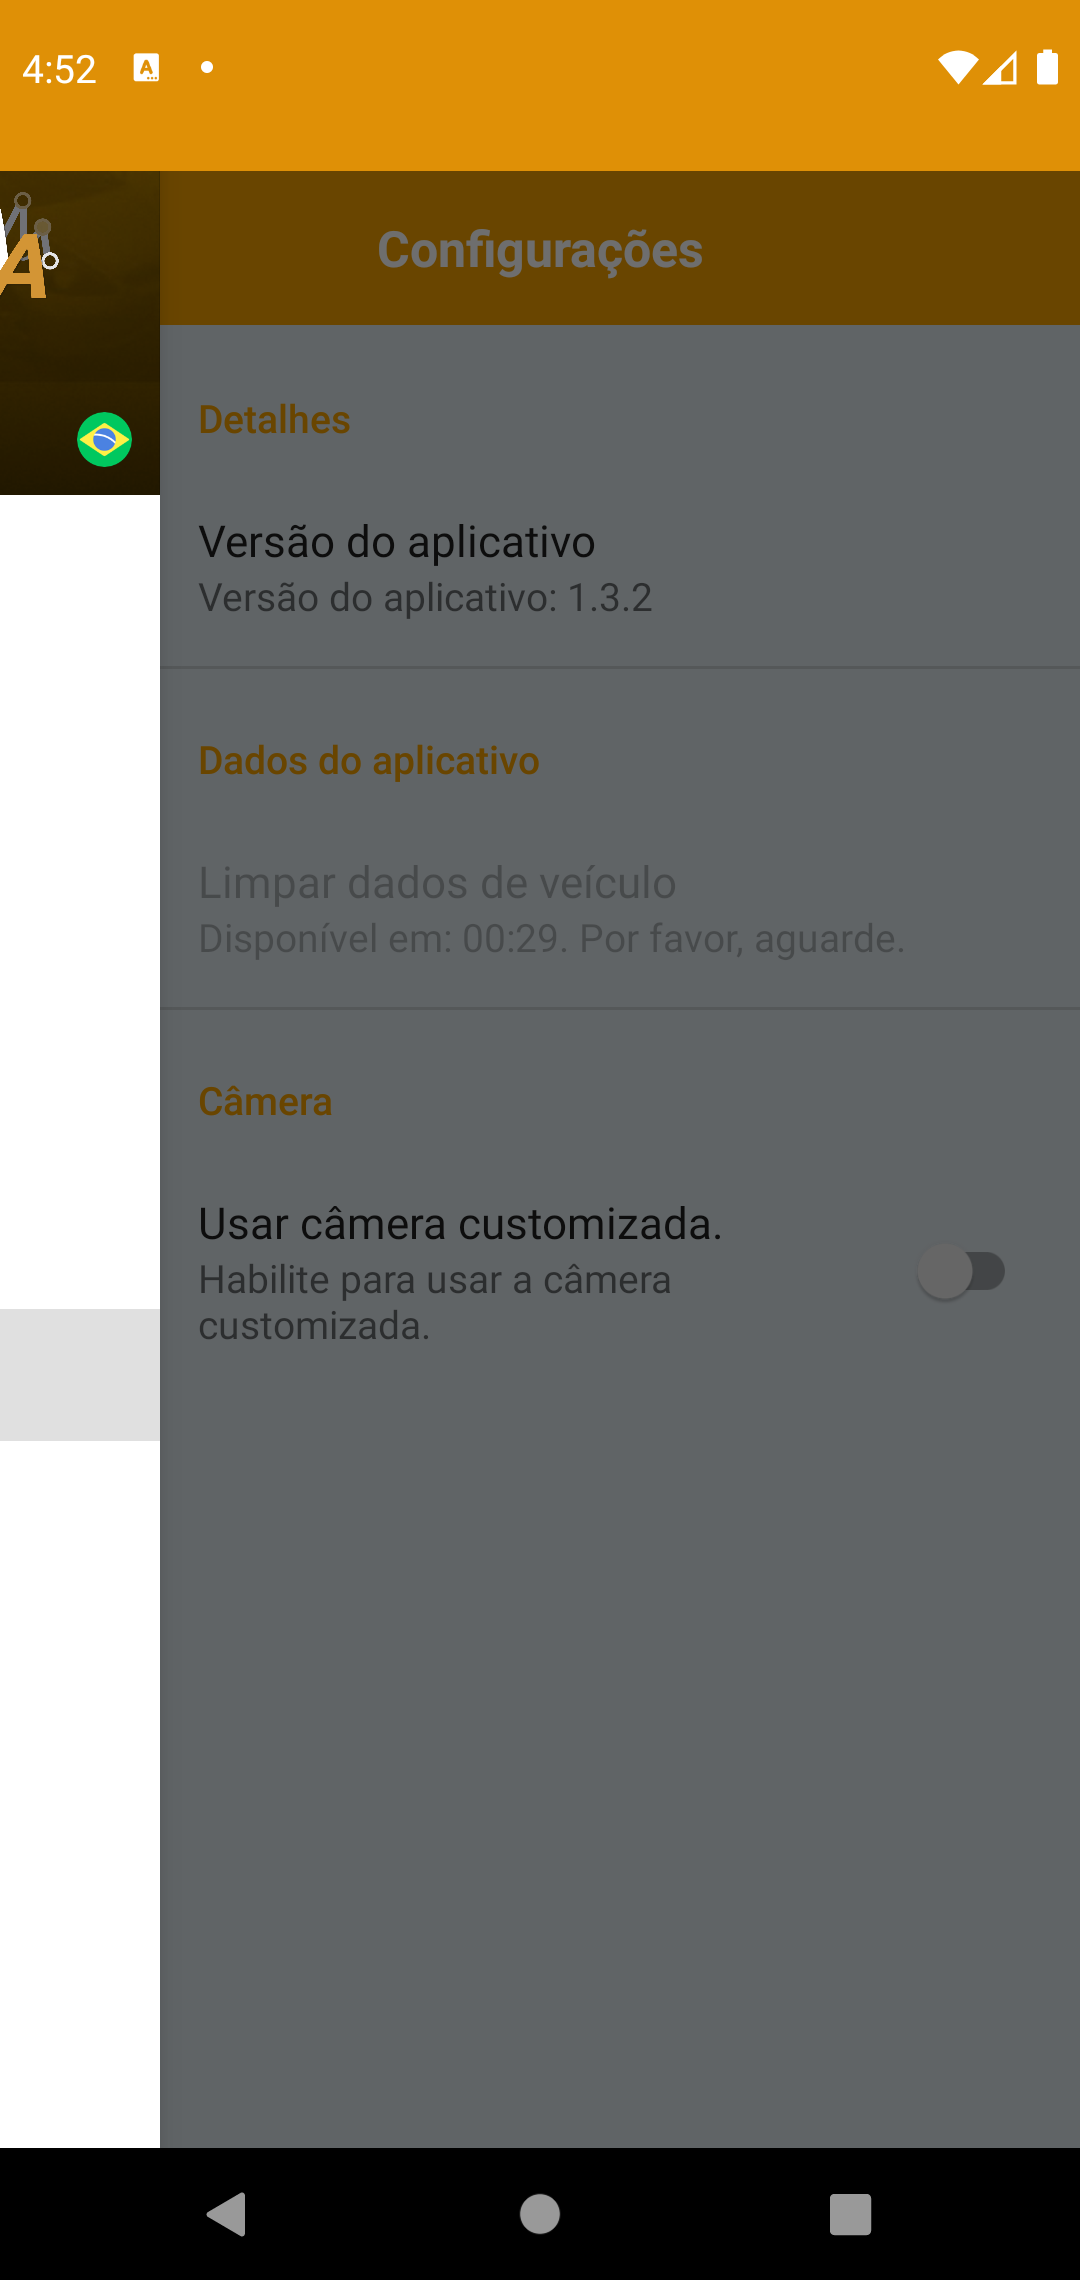 4:52
A
Configurações
Detalhes
Versão do aplicativo
Versão do aplicativo: 1.3.2
Dados do aplicativo
Limpar dados de veículo
Disponível em: 00:29. Por favor, aguarde.
Câmera
Usar câmera customizada.
Habilite para usar a câmera
customizada.